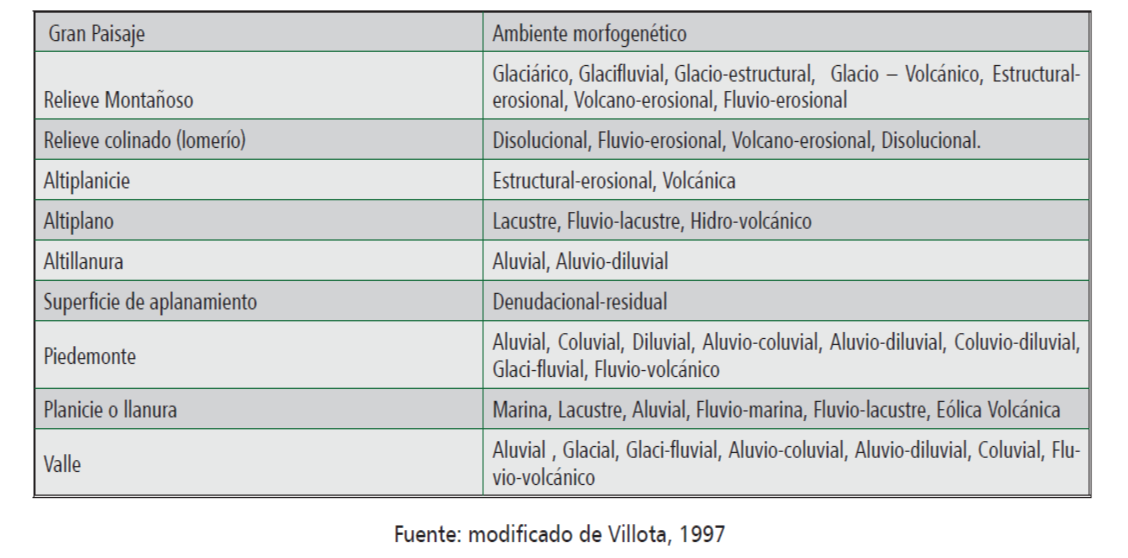 Gran Paisaje
Ambiente morfogenético
Relieve Montañoso
Glaciárico, Glacifluvial, Glacio-estructural, Glacio – Volcánico, Estructural-
erosional, Volcano-erosional, Fluvio-erosional
Relieve colinado (lomerío)
Disolucional, Fluvio-erosional, Volcano-erosional, Disolucional.
Altiplanicie
Estructural-erosional, Volcánica
Altiplano
Lacustre, Fluvio-lacustre, Hidro-volcánico
Altillanura
Aluvial, Aluvio-diluvial
Superficie de aplanamiento
Denudacional-residual
Piedemonte
Aluvial, Coluvial, Diluvial, Aluvio-coluvial, Aluvio-diluvial, Coluvio-diluvial,
Glaci-fluvial, Fluvio-volcánico
Planicie o llanura
Marina, Lacustre, Aluvial, Fluvio-marina, Fluvio-lacustre, Eólica Volcánica
Valle
Aluvial , Glacial, Glaci-fluvial, Aluvio-coluvial, Aluvio-diluvial, Coluvial, Flu-
vio-volcánico
Fuente: modificado de Villota, 1997